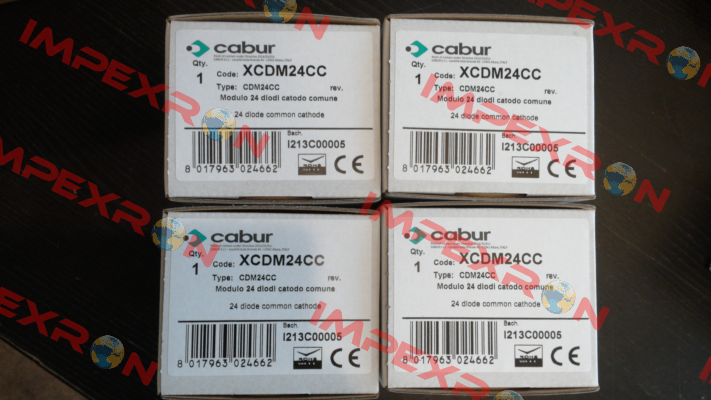 cabur
Qty.
1
Code: XCDM24CC
Type: CDM24CC rev.
Modulo 24 diodi catodo comune
24 diode common cathode
Bach.
I213C00005
8 017963 024662
CE
cabur
Qty.
1
Code: XCDM24CC
Type: CDM24CC rev.
Modulo 24 diodi catodo comune
24 diode common cathode
Bach.
I213C00005
8 017963 024662
CE
cabur
Qty.
1
Code: XCDM24CC
Type: CDM24CC rev.
Modulo 24 diodi catodo comune
24 diode common cathode
Bach.
I213C00005
8 017963 024662
CE
cabur
Qty.
1
Code: XCDM24CC
Type: CDM24CC rev.
Modulo 24 diodi catodo comune
24 diode common cathode
Bach.
I213C00005
8 017963 024662
CE
IMPEXRON
IMPEXRON
IMPEXRON
IMPEXRON